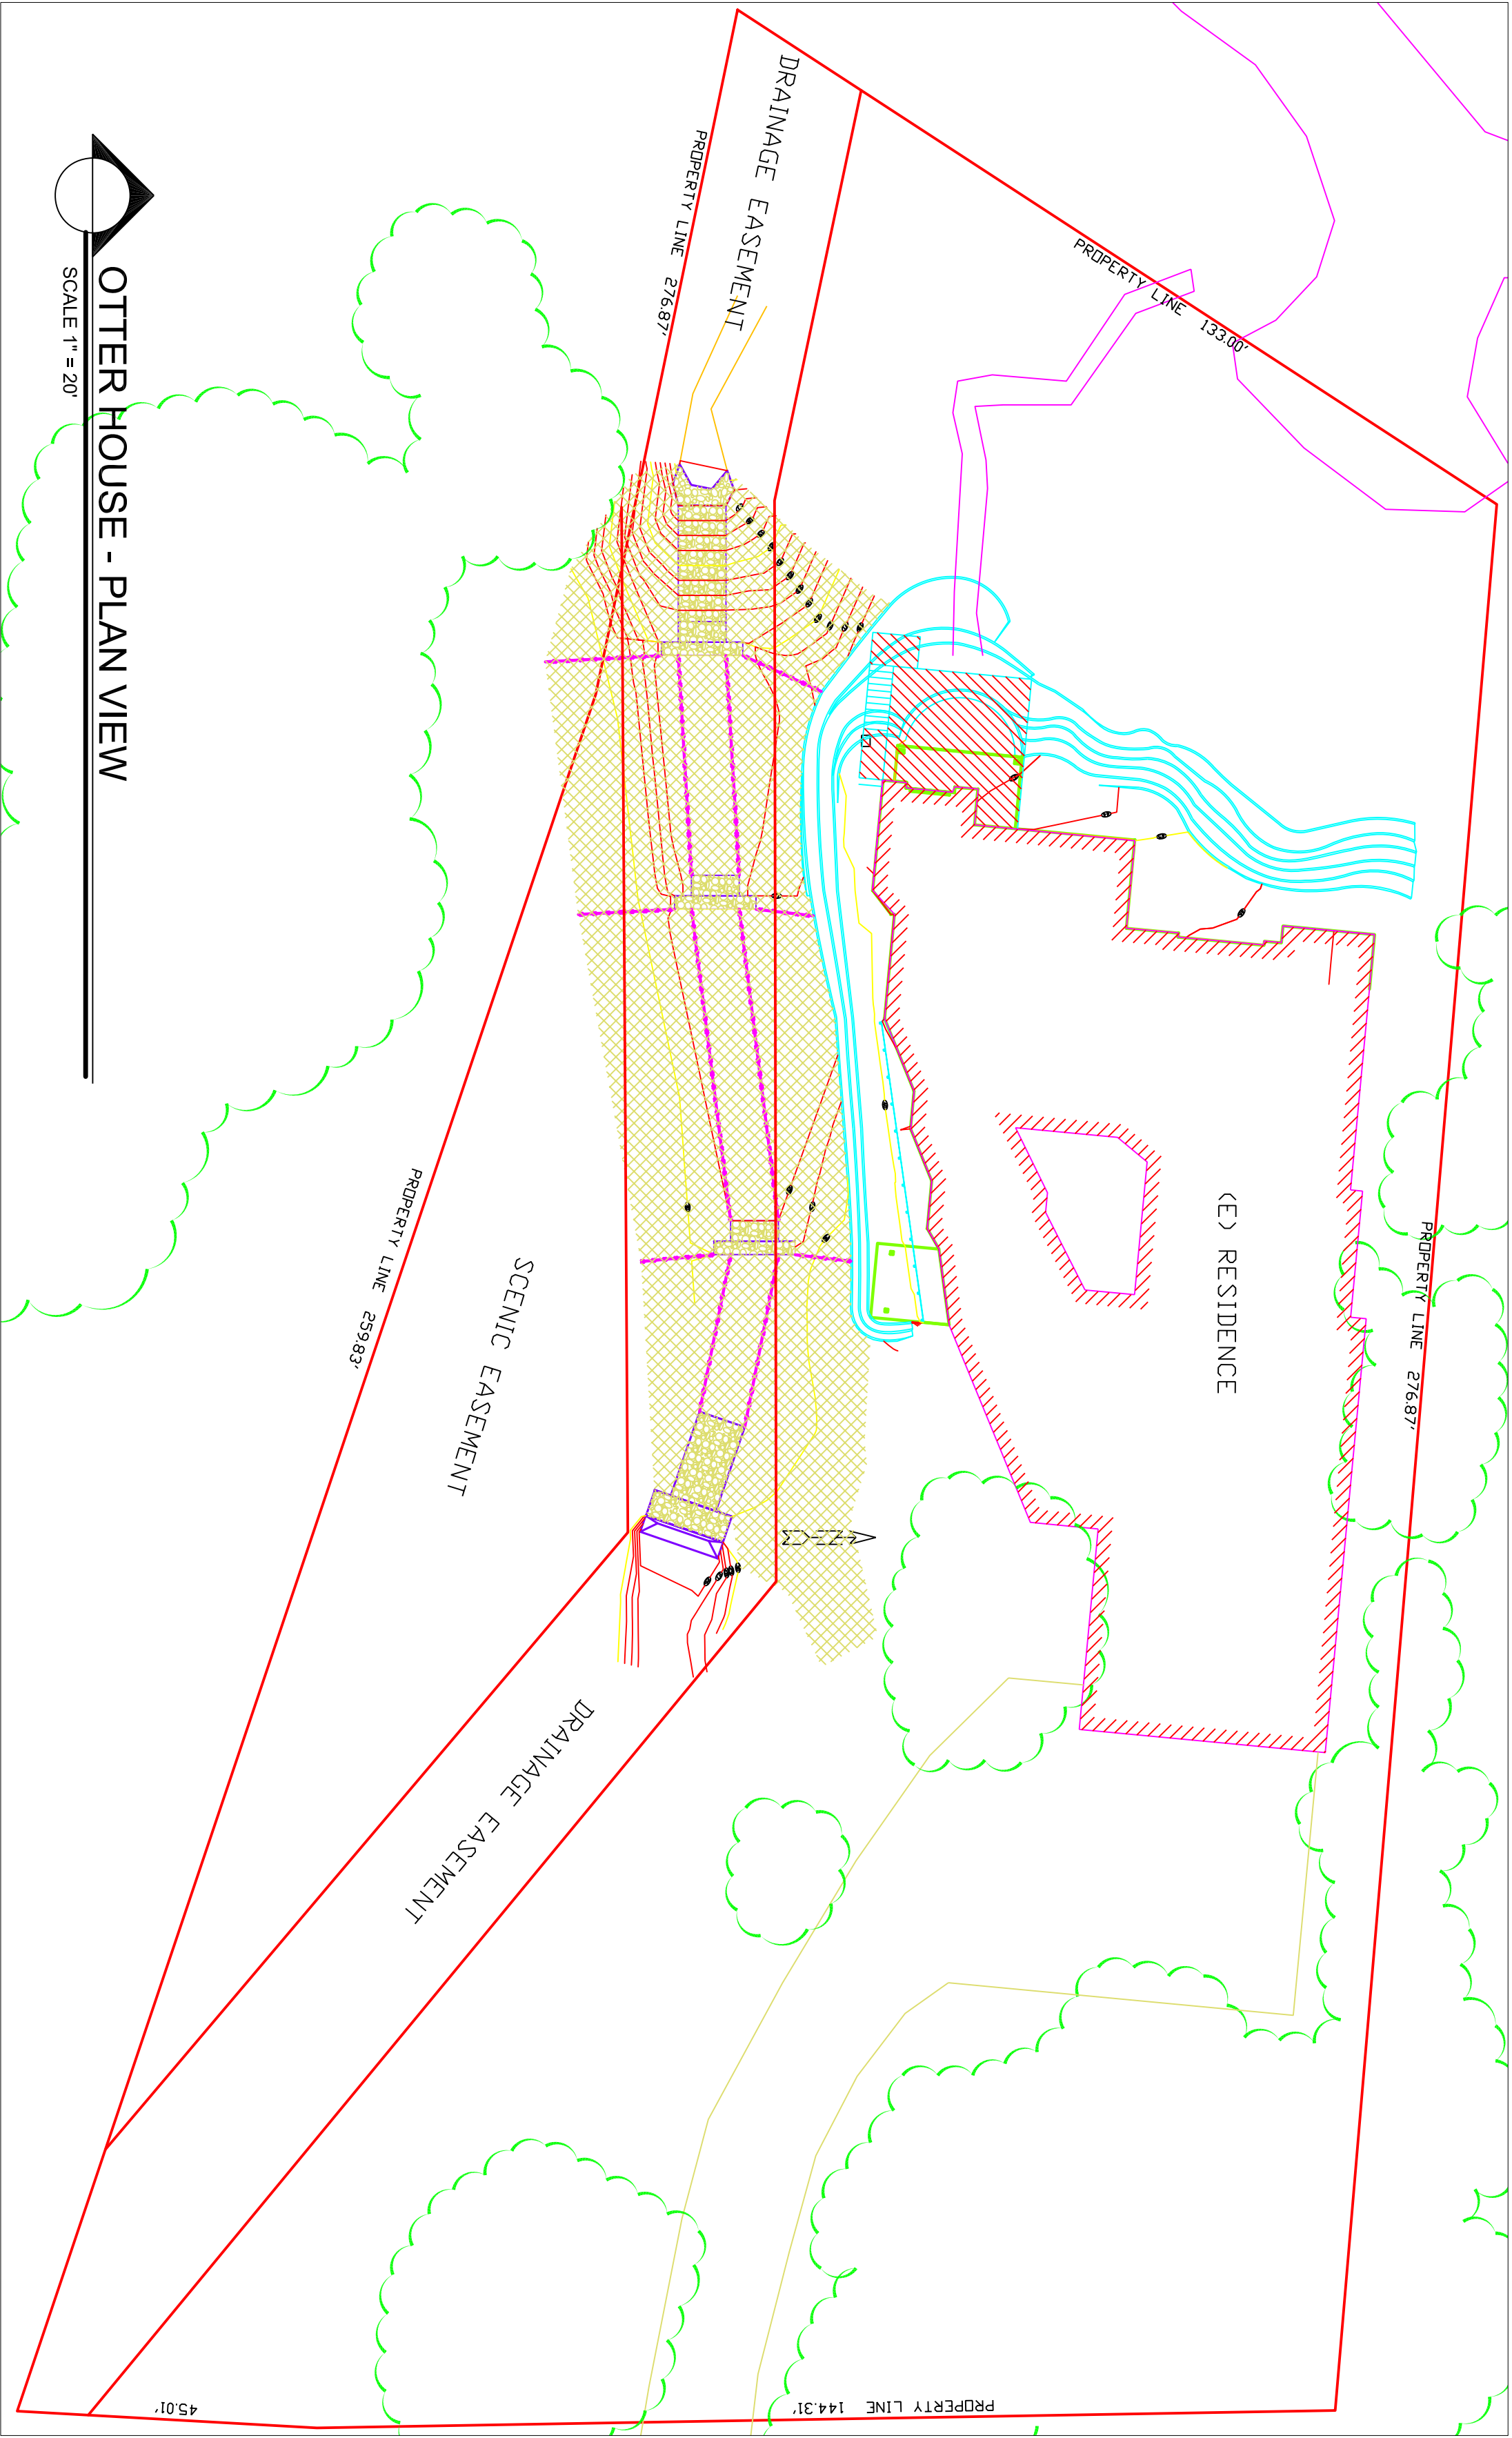 DRAINAGE EASEMENT
PROPERTY LINE 276.87'
PROPERTY LINE 133.00'
OTTER HOUSE - PLAN VIEW
SCALE 1" = 20'
(E) RESIDENCE
PROPERTY LINE 276.87'
PROPERTY LINE 259.83'
SCENIC EASEMENT
DRAINAGE EASEMENT
45.01'
PROPERTY LINE 144.31'